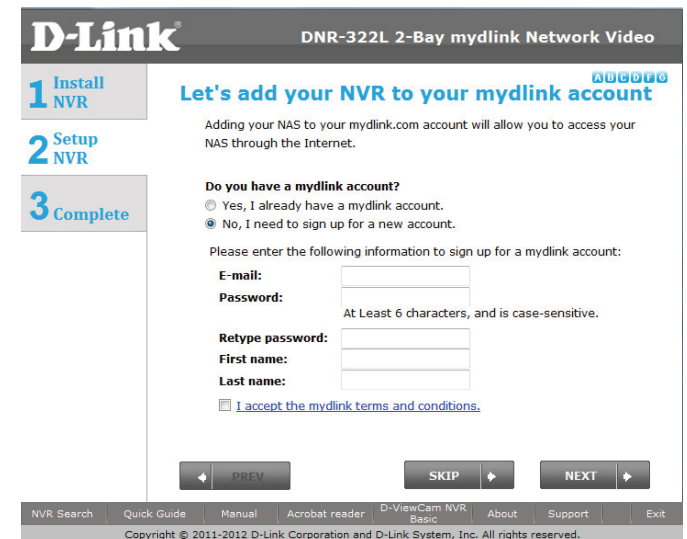 D-Link
DNR-322L 2-Bay mydlink Network Video
A B C D F G
1 Install NVR
2 Setup NVR
3 Complete
Let's add your NVR to your mydlink account
Adding your NAS to your mydlink.com account will allow you to access your
NAS through the Internet.
Do you have a mydlink account?
Yes, I already have a mydlink account.
No, I need to sign up for a new account.
Please enter the following information to sign up for a mydlink account:
E-mail:
Password:
At Least 6 characters, and is case-sensitive.
Retype password:
First name:
Last name:
I accept the mydlink terms and conditions.
PREV SKIP NEXT
NVR Search Quick Guide Manual Acrobat reader D-ViewCam NVR Basic About Support Exit
Copyright © 2011-2012 D-Link Corporation and D-Link System, Inc. All rights reserved.